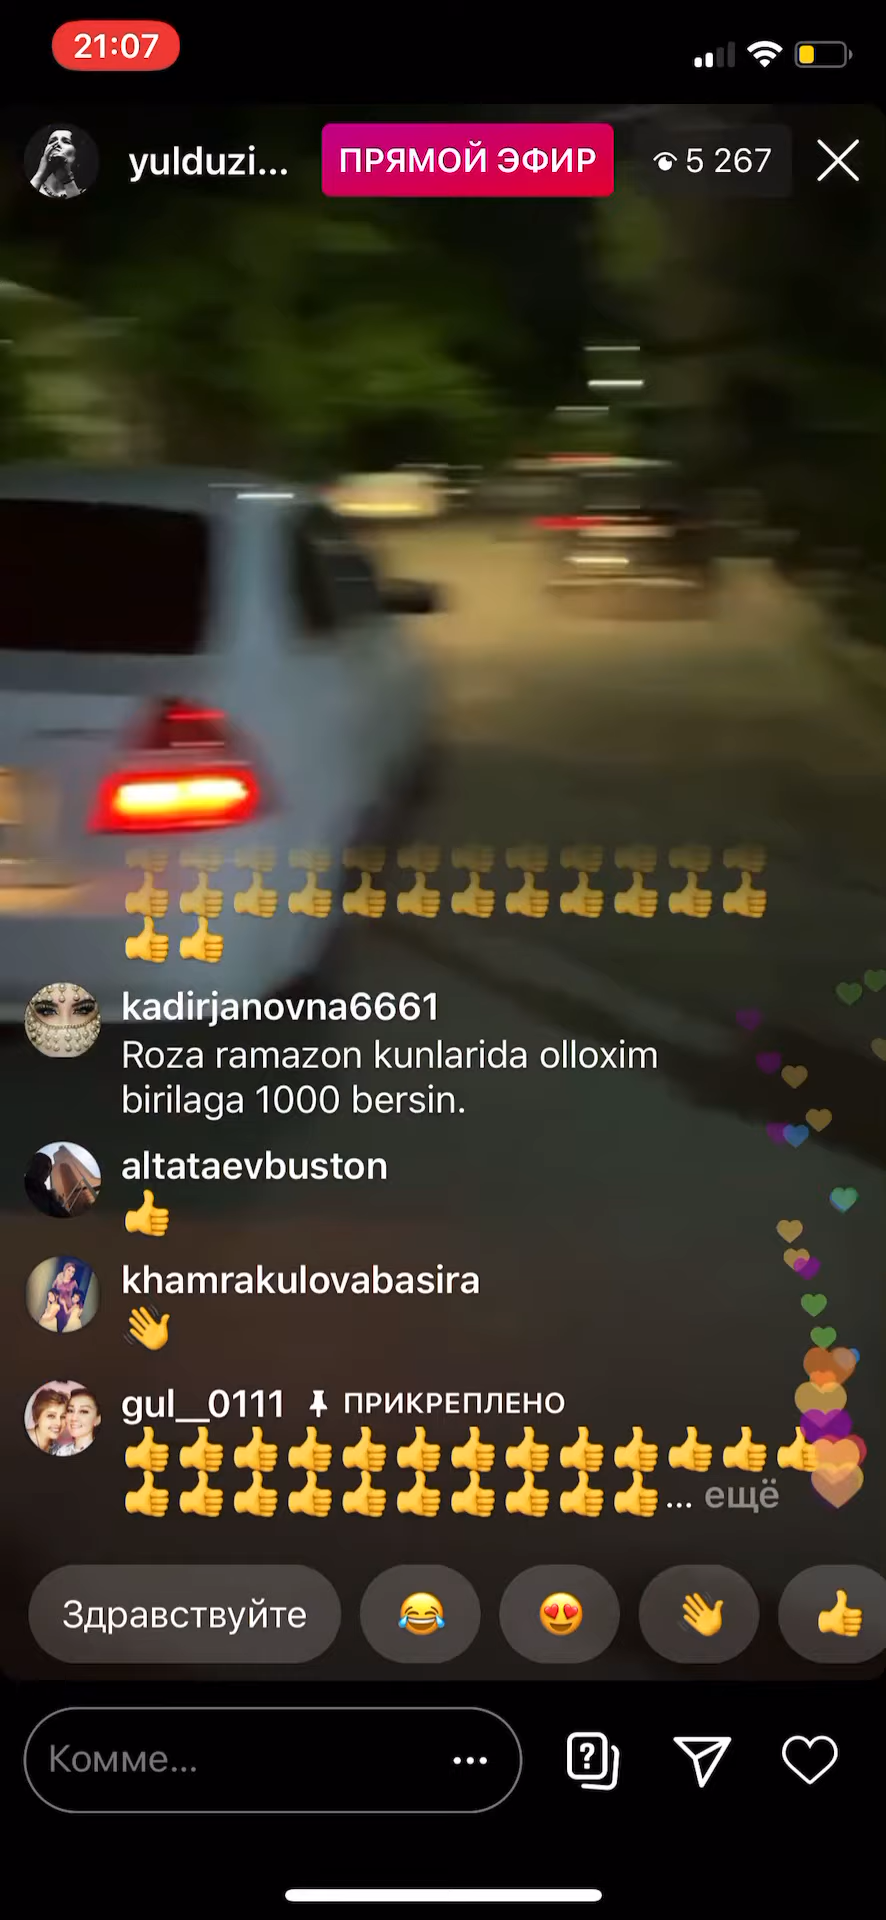 21:07
yulduzi...
ПРЯМОЙ ЭФИР
5 267
kadirjanovna6661
Roza ramazon kunlarida olloxim
birilaga 1000 bersin.
altataevbuston
👍
khamrakulovabasira
👋
gul__0111 ПРИКРЕПЛЕНО
... ещё
Здравствуйте
Комме...